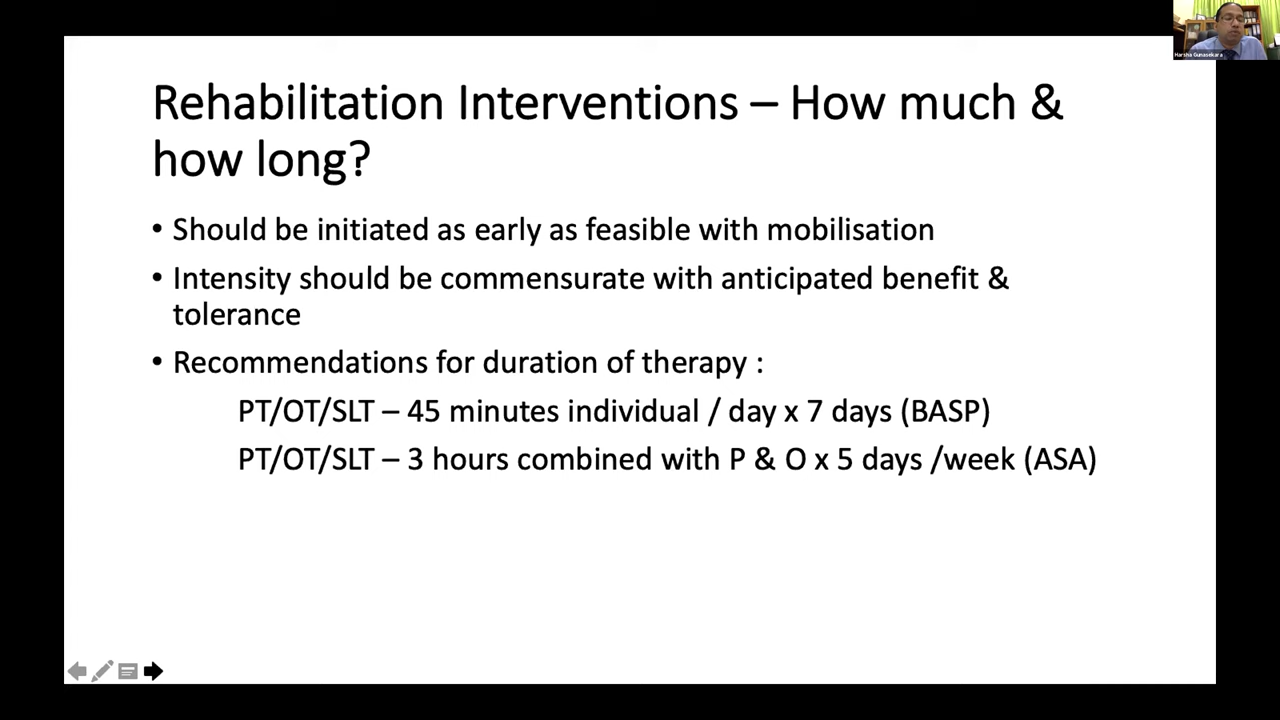 Rehabilitation Interventions – How much &
how long?
• Should be initiated as early as feasible with mobilisation
• Intensity should be commensurate with anticipated benefit &
tolerance
• Recommendations for duration of therapy :
PT/OT/SLT – 45 minutes individual / day x 7 days (BASP)
PT/OT/SLT – 3 hours combined with P & O x 5 days /week (ASA)
Harsha Gunasekara